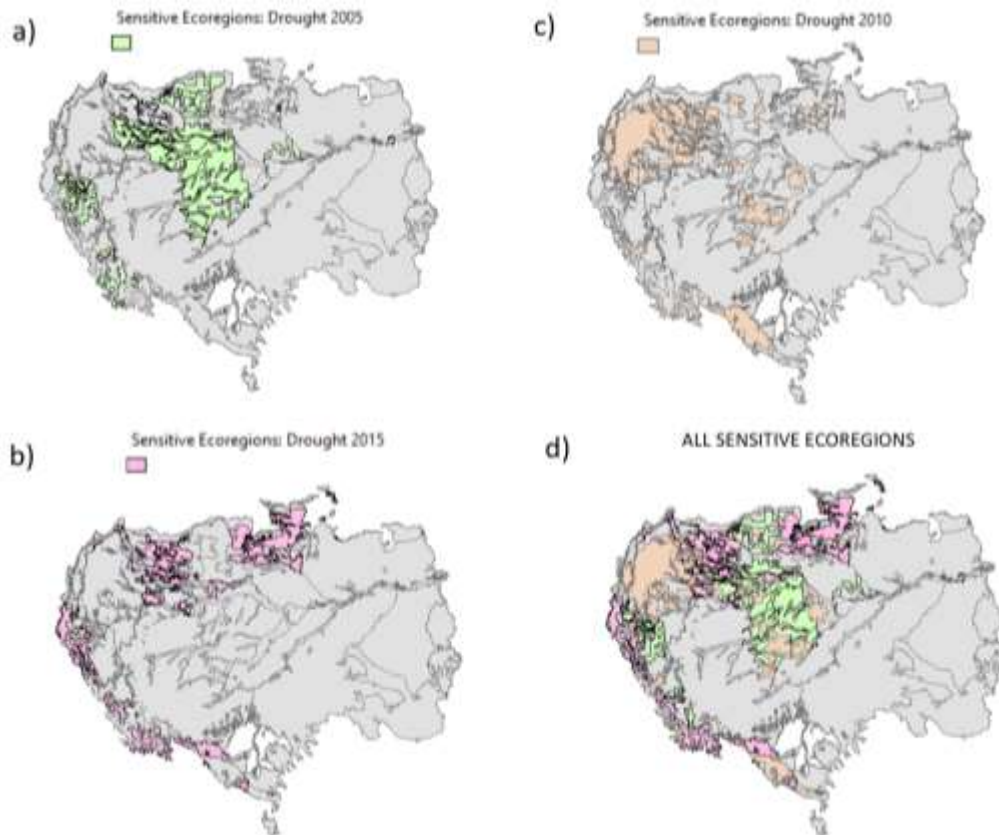 a)
Sensitive Ecoregions: Drought 2005
c)
Sensitive Ecoregions: Drought 2010
b)
Sensitive Ecoregions: Drought 2015
d)
ALL SENSITIVE ECOREGIONS